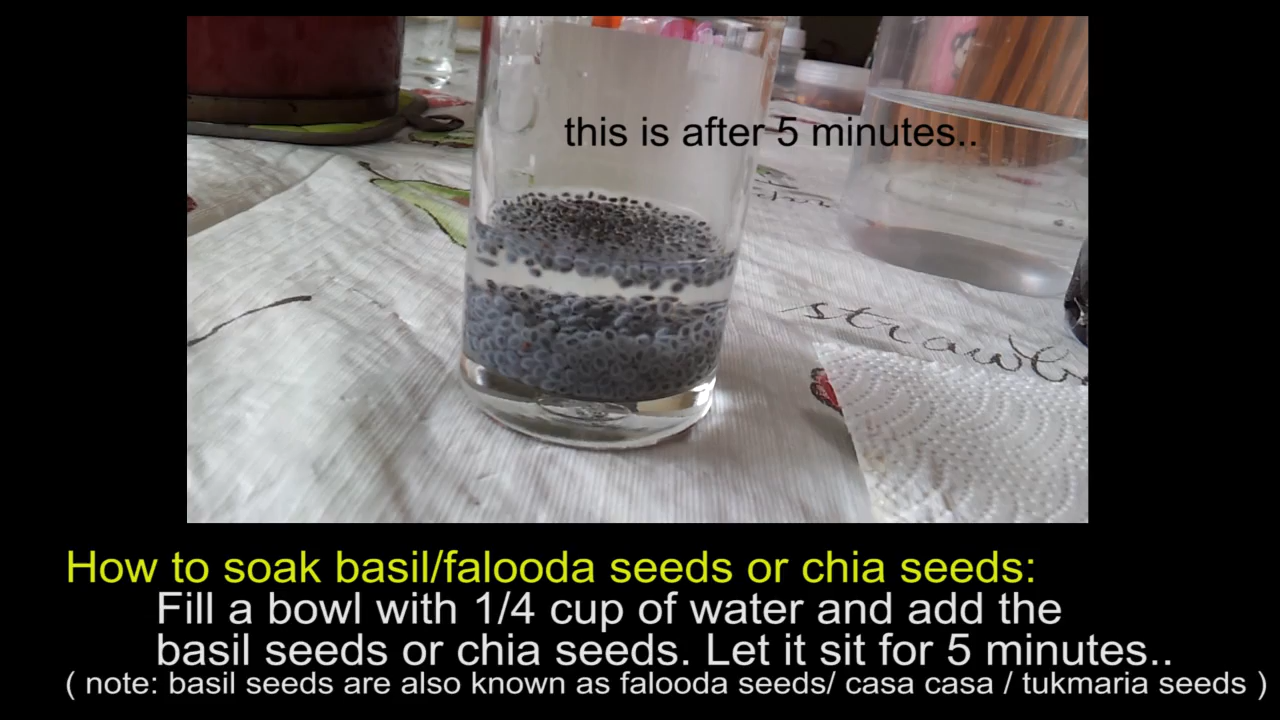 this is after 5 minutes..
strawb
How to soak basil/falooda seeds or chia seeds:
Fill a bowl with 1/4 cup of water and add the
basil seeds or chia seeds. Let it sit for 5 minutes..
( note: basil seeds are also known as falooda seeds/ casa casa / tukmaria seeds )